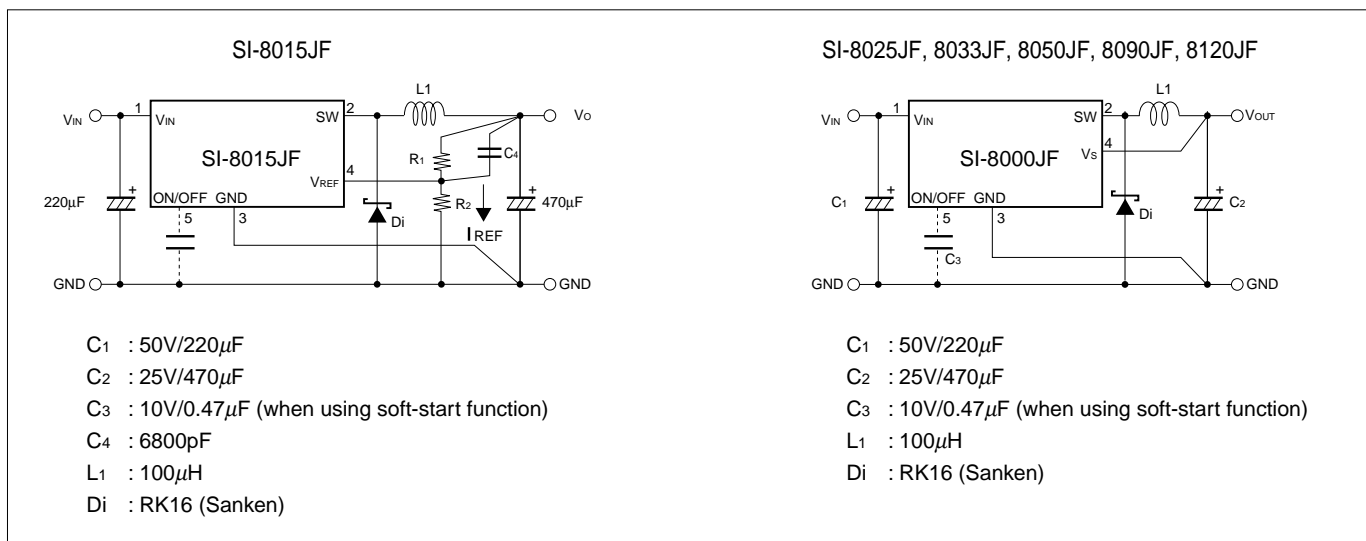 SI-8015JF
VIN
1
VIN
SW
2
L1
VO
SI-8015JF
R1
C4
VREF
4
220µF
+
ON/OFF
GND
5
3
Di
R2
IREF
+
470µF
GND
GND
C1 : 50V/220µF
C2 : 25V/470µF
C3 : 10V/0.47µF (when using soft-start function)
C4 : 6800pF
L1 : 100µH
Di : RK16 (Sanken)
SI-8025JF, 8033JF, 8050JF, 8090JF, 8120JF
VIN
1
VIN
SW
2
L1
VOUT
SI-8000JF
VS
4
C1
+
ON/OFF
GND
5
3
C3
Di
+
C2
GND
GND
C1 : 50V/220µF
C2 : 25V/470µF
C3 : 10V/0.47µF (when using soft-start function)
L1 : 100µH
Di : RK16 (Sanken)